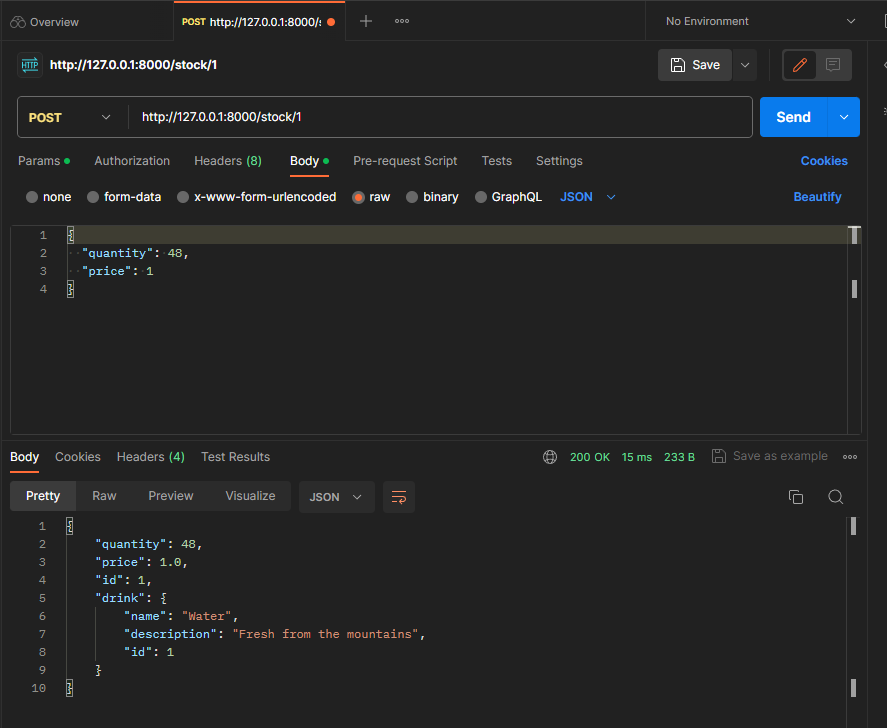 Overview
POST http://127.0.0.1:8000/s
No Environment
HTTP http://127.0.0.1:8000/stock/1
Save
POST http://127.0.0.1:8000/stock/1
Send
Params Authorization Headers (8) Body Pre-request Script Tests Settings Cookies
none form-data x-www-form-urlencoded raw binary GraphQL JSON Beautify
1 {
2 "quantity": 48,
3 "price": 1
4 }
Body Cookies Headers (4) Test Results 200 OK 15 ms 233 B Save as example
Pretty Raw Preview Visualize JSON
1 {
2 "quantity": 48,
3 "price": 1.0,
4 "id": 1,
5 "drink": {
6 "name": "Water",
7 "description": "Fresh from the mountains",
8 "id": 1
9 }
10 }